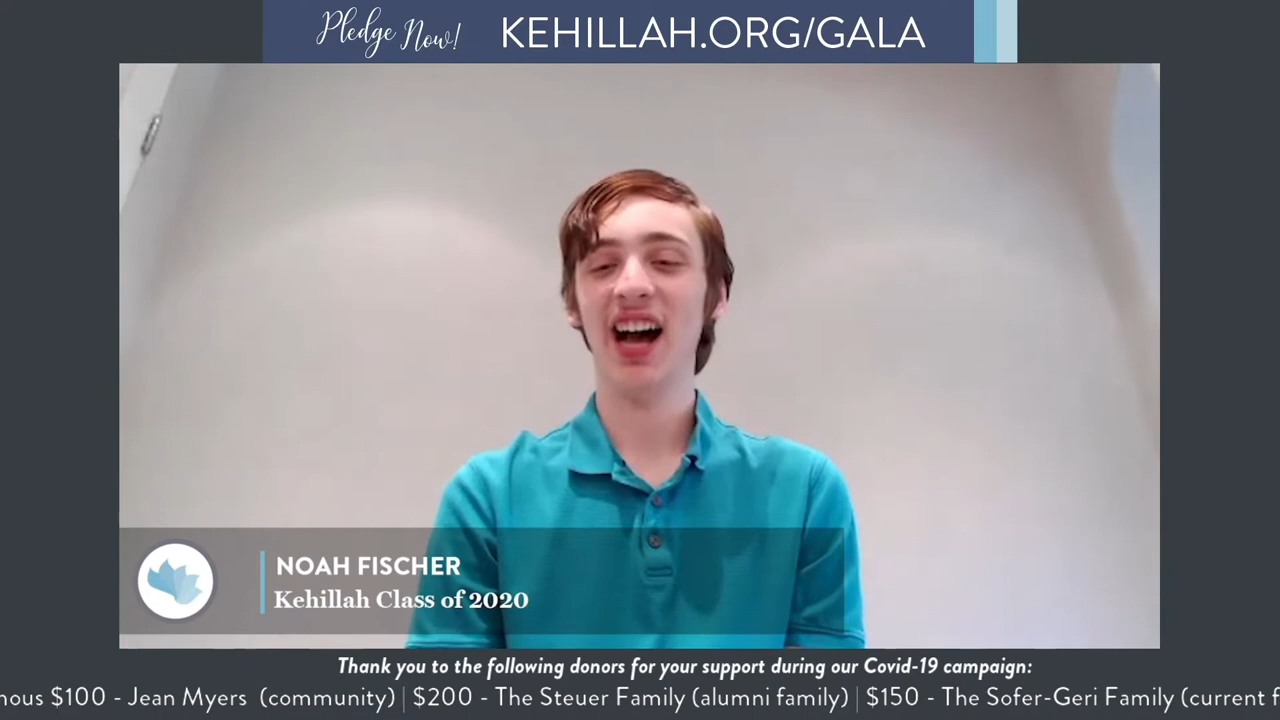 Pledge Now! KEHILLAH.ORG/GALA
NOAH FISCHER
Kehillah Class of 2020
Thank you to the following donors for your support during our Covid-19 campaign:
$100 - Jean Myers (community) | $200 - The Steuer Family (alumni family) | $150 - The Sofer-Geri Family (current